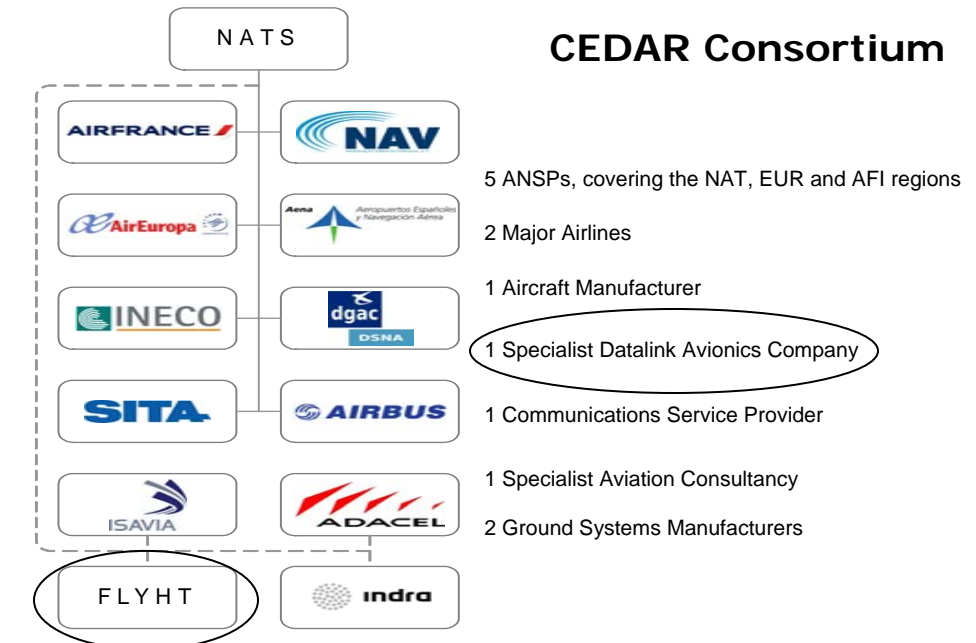 NATS
CEDAR Consortium
AIRFRANCE
NAV
AirEuropa
Aena
Aeropuertos Españoles
y Navegación Aérea
INECO
dgac
DSNA
SITA
AIRBUS
ISAVIA
ADACEL
FLYHT
indra
5 ANSPs, covering the NAT, EUR and AFI regions
2 Major Airlines
1 Aircraft Manufacturer
1 Specialist Datalink Avionics Company
1 Communications Service Provider
1 Specialist Aviation Consultancy
2 Ground Systems Manufacturers